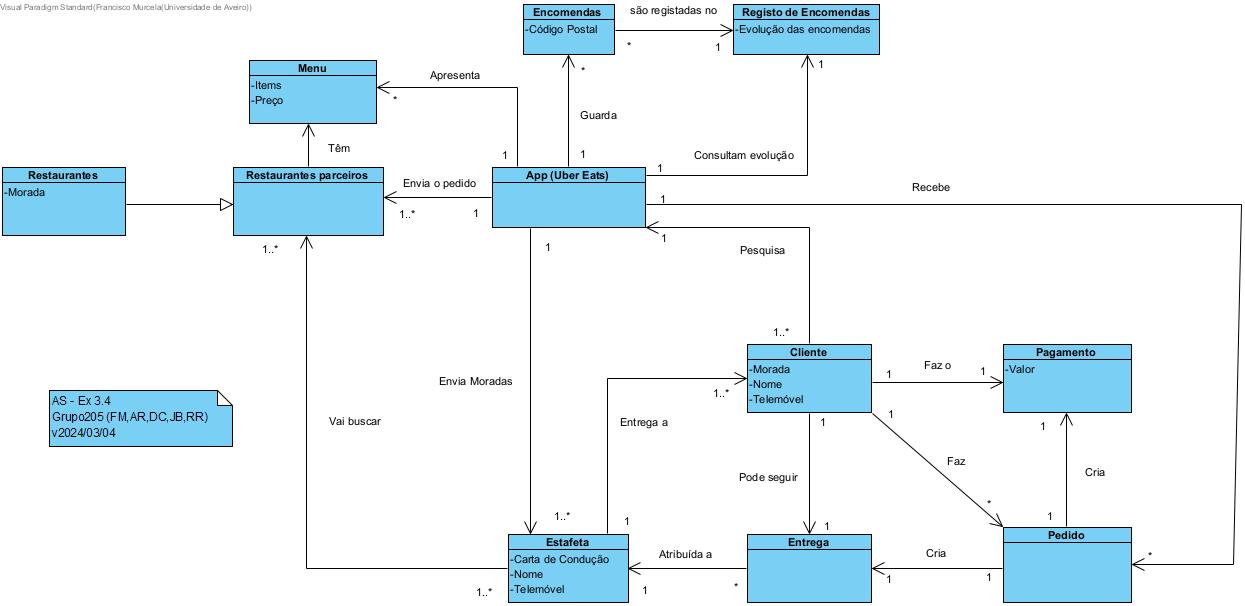 Visual Paradigm Standard(Francisco Murcela(Universidade de Aveiro))
Encomendas
-Código Postal
são registadas no
*
1
Registo de Encomendas
-Evolução das encomendas
Menu
-Items
-Preço
Apresenta
*
1
*
Guarda
1
1
Consultam evolução
1
Têm
Restaurantes
-Morada
Restaurantes parceiros
Envia o pedido
1..*
1
App (Uber Eats)
1
Recebe
*
1
Pesquisa
1..*
1..*
1
Envia Moradas
1..*
Cliente
-Morada
-Nome
-Telemóvel
1
Faz o
1
Pagamento
-Valor
1..*
Entrega a
1
1
Faz
*
1
Cria
1
1
Pode seguir
1
AS - Ex 3.4
Grupo205 (FM,AR,DC,JB,RR)
v2024/03/04
Vai buscar
1..*
Estafeta
-Carta de Condução
-Nome
-Telemóvel
Atribuída a
1
*
Entrega
Cria
1
1
Pedido